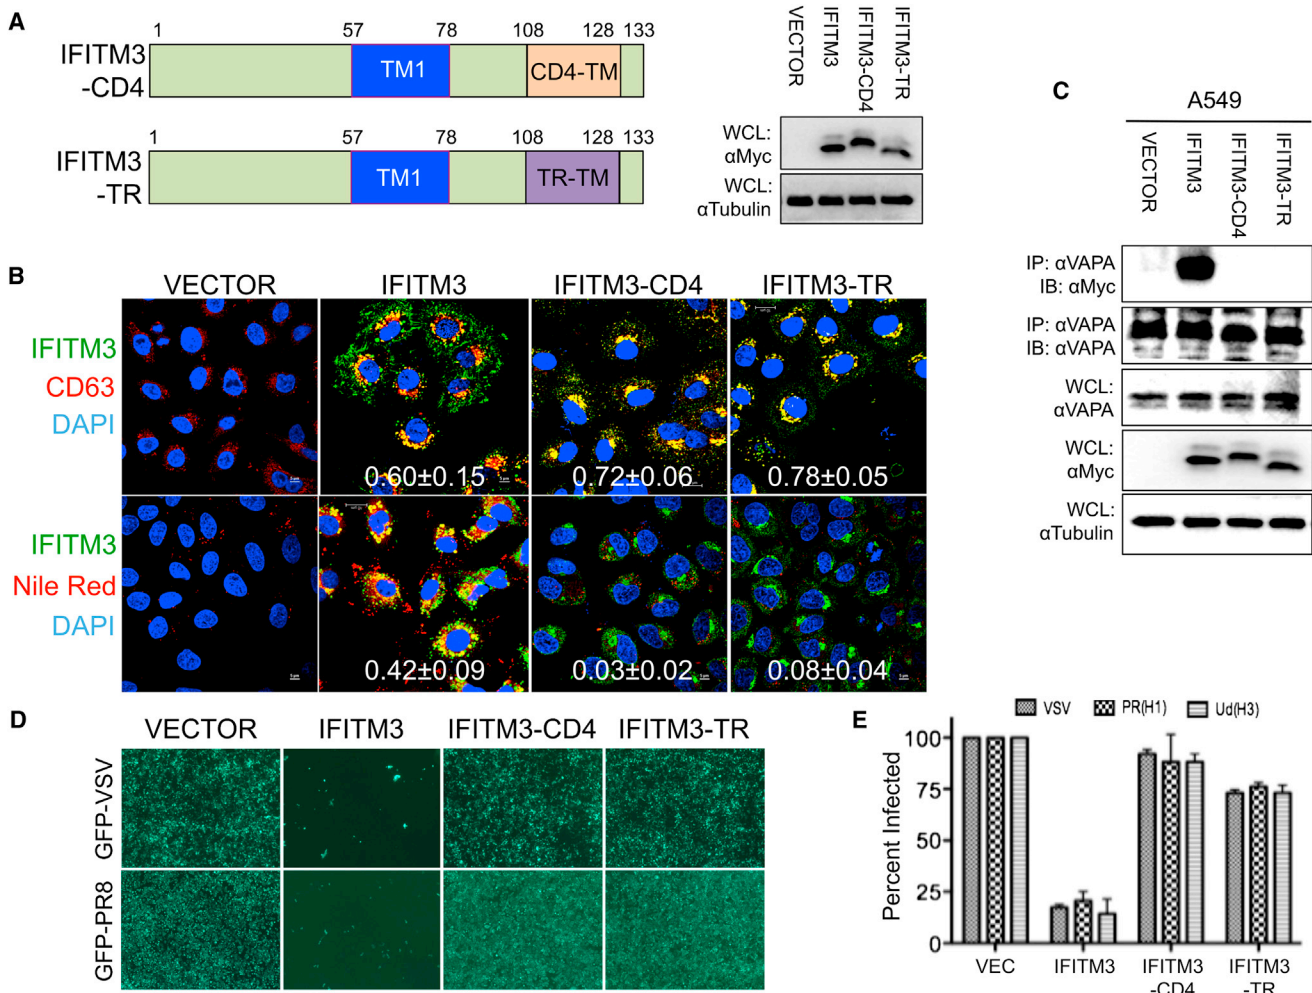 A
1 57 78 108 128 133
IFITM3
-CD4
TM1 CD4-TM
1 57 78 108 128 133
IFITM3
-TR
TM1 TR-TM
VECTOR
IFITM3
IFITM3-CD4
IFITM3-TR
WCL:
αMyc
WCL:
αTubulin
B
VECTOR IFITM3 IFITM3-CD4 IFITM3-TR
IFITM3
CD63
DAPI
0.60±0.15 0.72±0.06 0.78±0.05
IFITM3
Nile Red
DAPI
0.42±0.09 0.03±0.02 0.08±0.04
C
A549
VECTOR
IFITM3
IFITM3-CD4
IFITM3-TR
IP: αVAPA
IB: αMyc
IP: αVAPA
IB: αVAPA
WCL:
αVAPA
WCL:
αMyc
WCL:
αTubulin
D
VECTOR IFITM3 IFITM3-CD4 IFITM3-TR
GFP-VSV
GFP-PR8
E
VSV PR(H1) Ud(H3)
Percent Infected
100
75
50
25
0
VEC IFITM3 IFITM3 IFITM3
-CD4 -TR